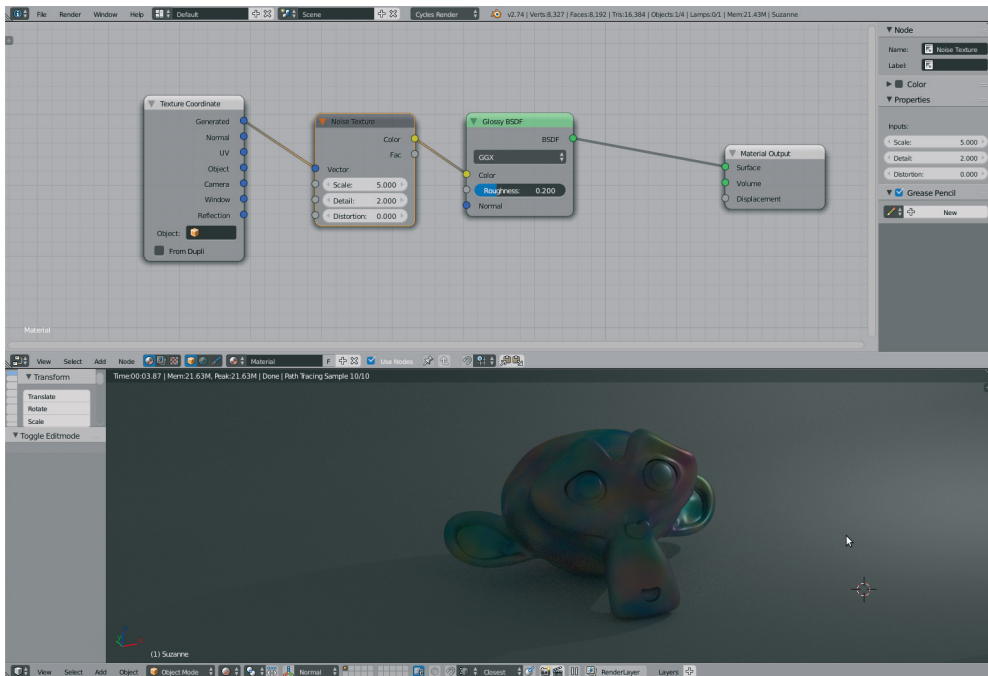 File Render Window Help Default Scene Cycles Render v2.74 | Verts:8,327 | Faces:8,192 | Tris:16,384 | Objects:1/4 | Lamps:0/1 | Mem:21.43M | Suzanne
Node
Name: Noise Texture
Label:
Color
Properties
Inputs:
Scale: 5.000
Detail: 2.000
Distortion: 0.000
Grease Pencil
New
Texture Coordinate
Generated
Normal
UV
Object
Camera
Window
Reflection
Object:
From Dupli
Noise Texture
Color
Fac
Vector
Scale: 5.000
Detail: 2.000
Distortion: 0.000
Glossy BSDF
BSDF
GGX
Color
Roughness: 0.200
Normal
Material Output
Surface
Volume
Displacement
Material
View Select Add Node Material F Use Nodes
Transform
Translate
Rotate
Scale
Toggle Editmode
Time:00:03.87 | Mem:21.63M, Peak:21.63M | Done | Path Tracing Sample 10/10
(1) Suzanne
View Select Add Object Object Mode Normal Closest RenderLayer Layers